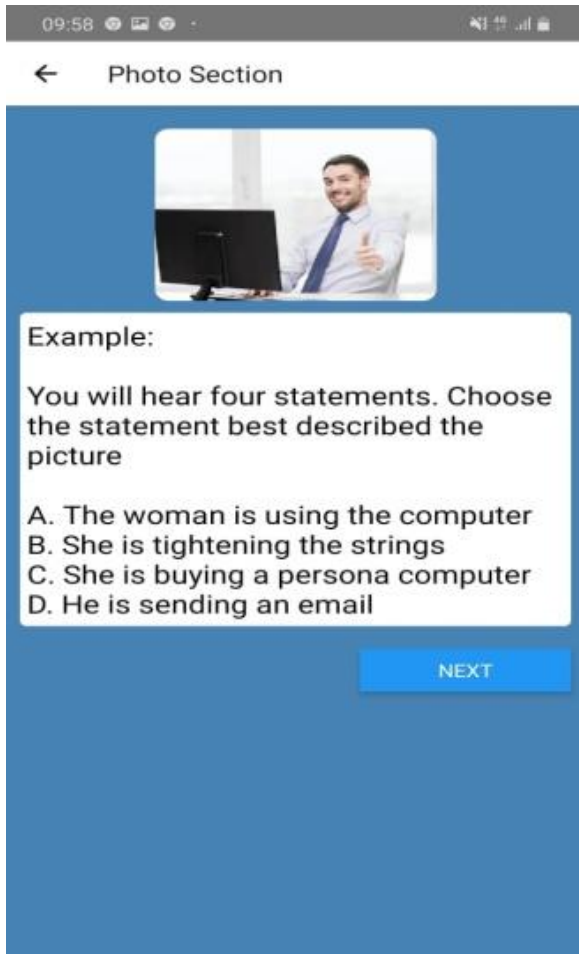 09:58
Photo Section
Example:
You will hear four statements. Choose
the statement best described the
picture
A. The woman is using the computer
B. She is tightening the strings
C. She is buying a persona computer
D. He is sending an email
NEXT